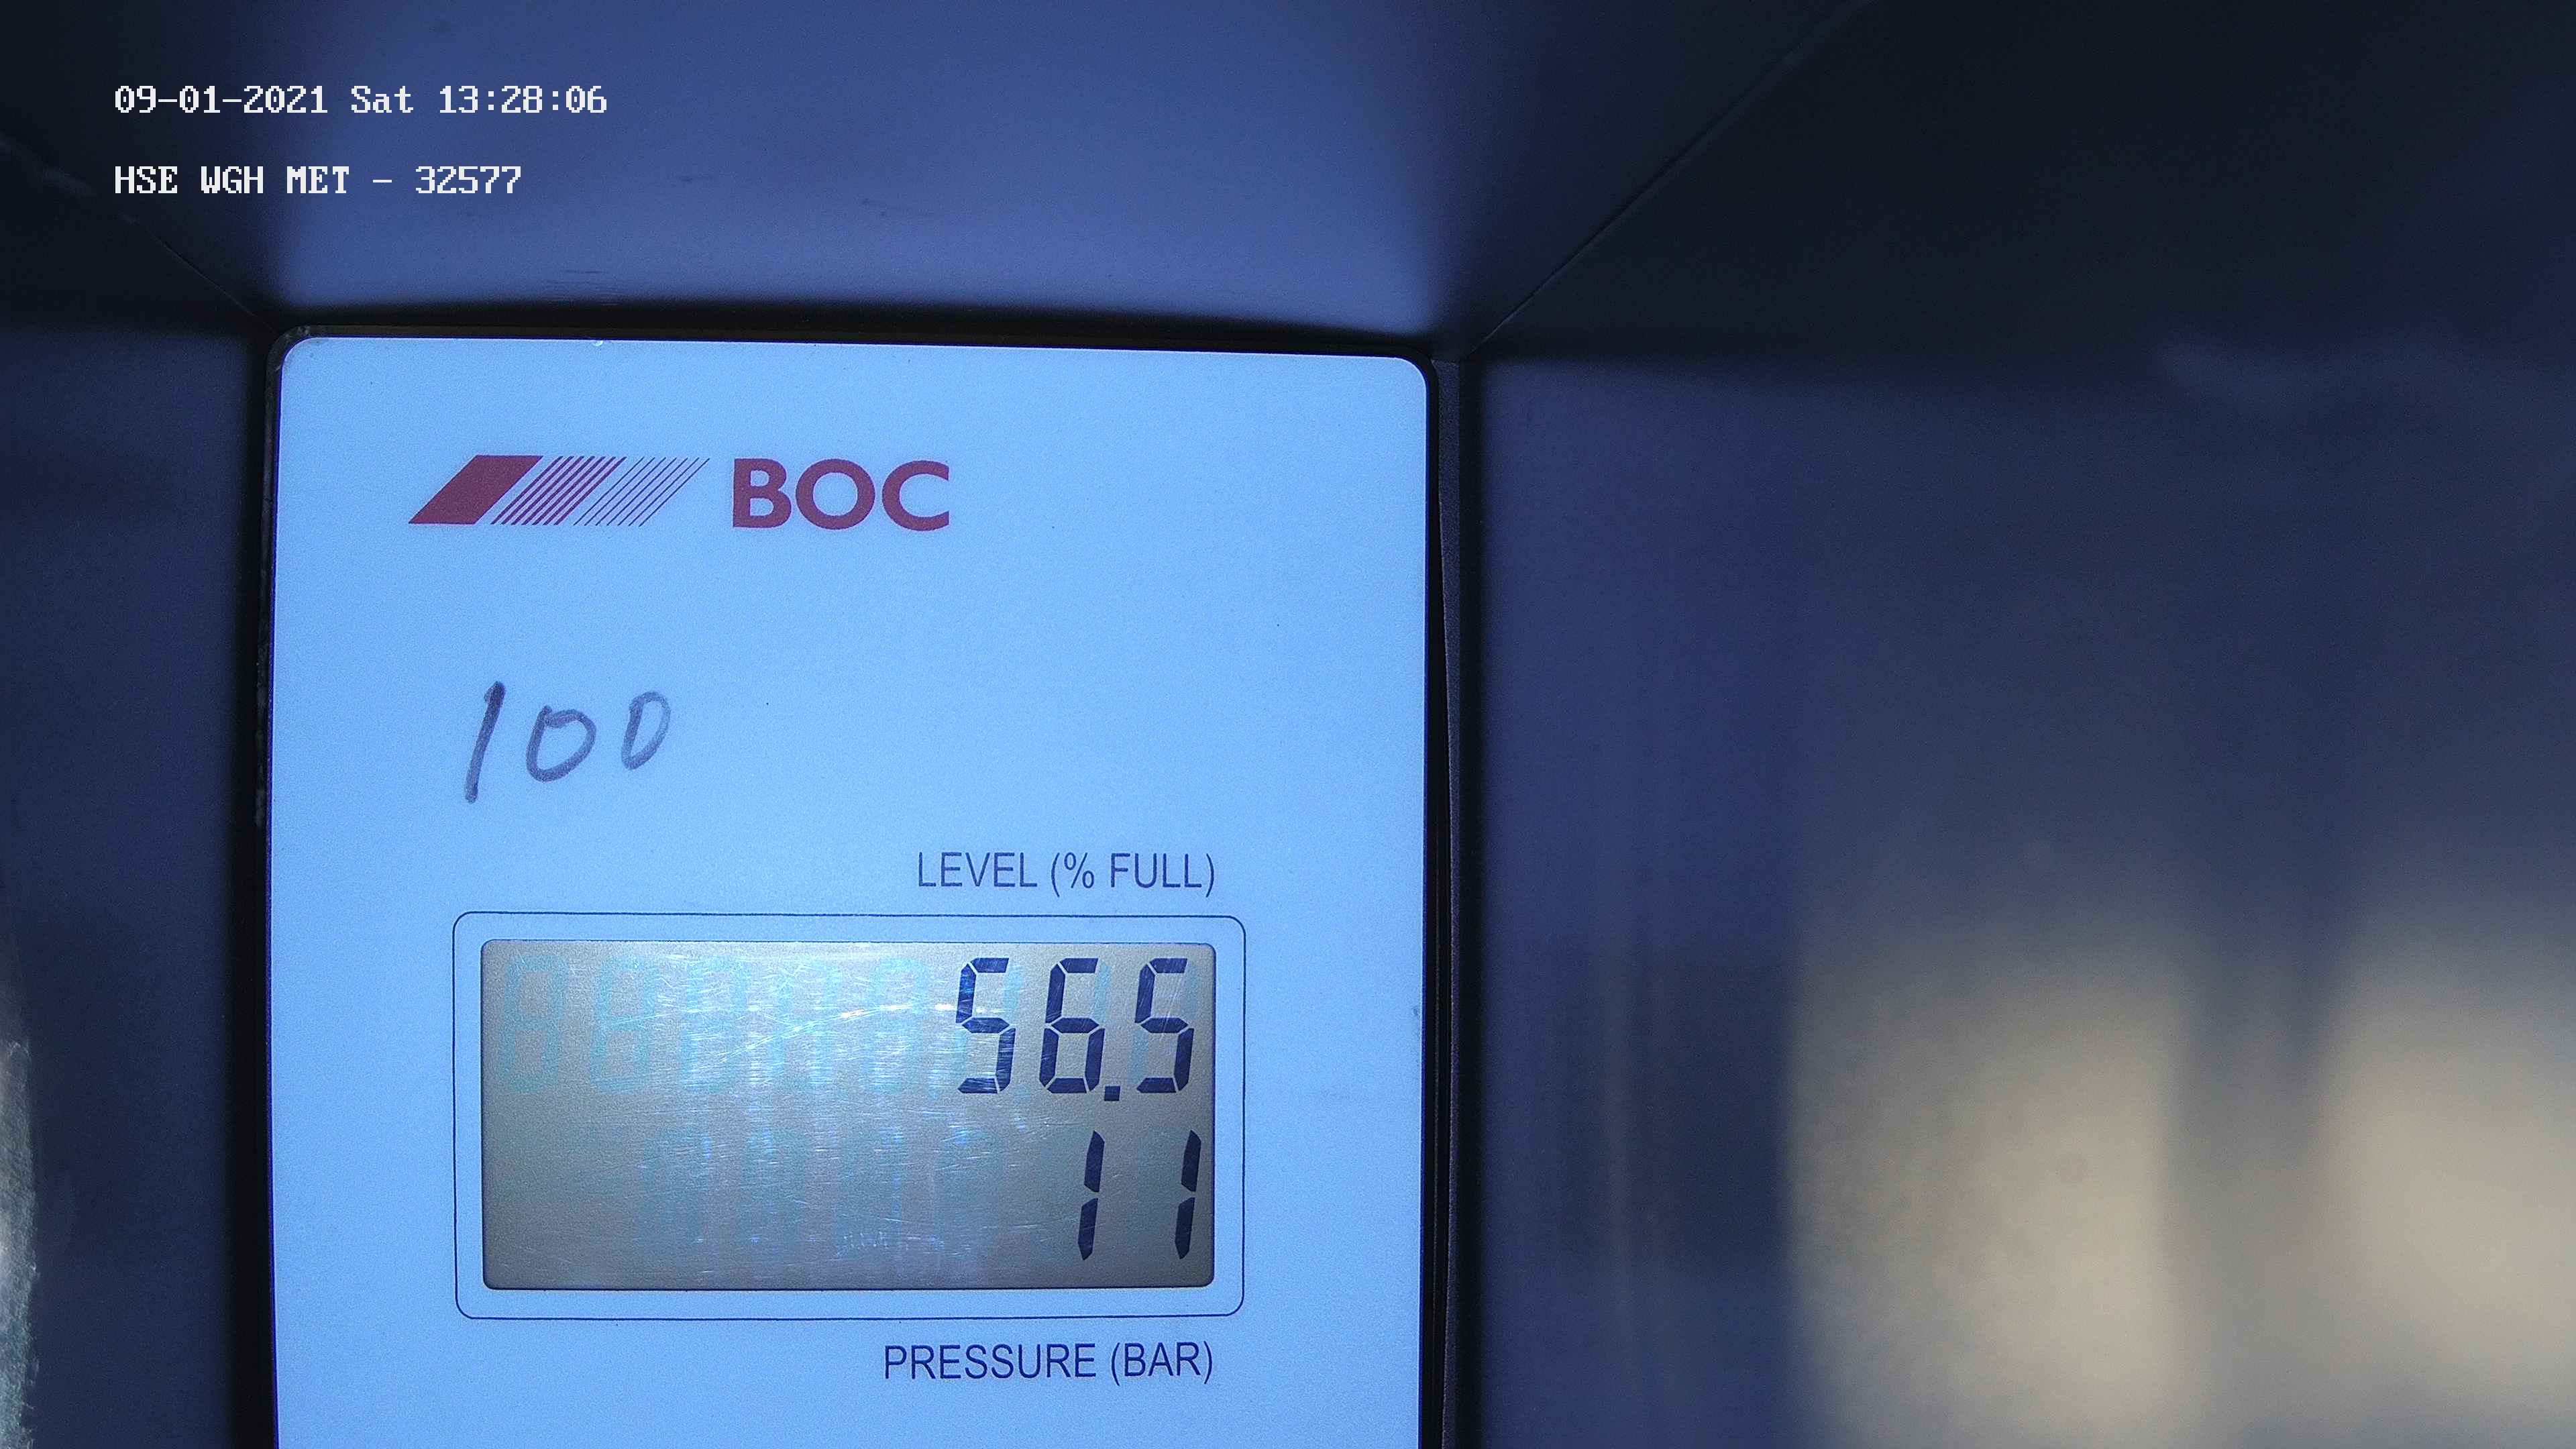 09-01-2021 Sat 13:28:06
HSE WGH MET - 32577
BOC
100
LEVEL (% FULL)
56.5
11
PRESSURE (BAR)